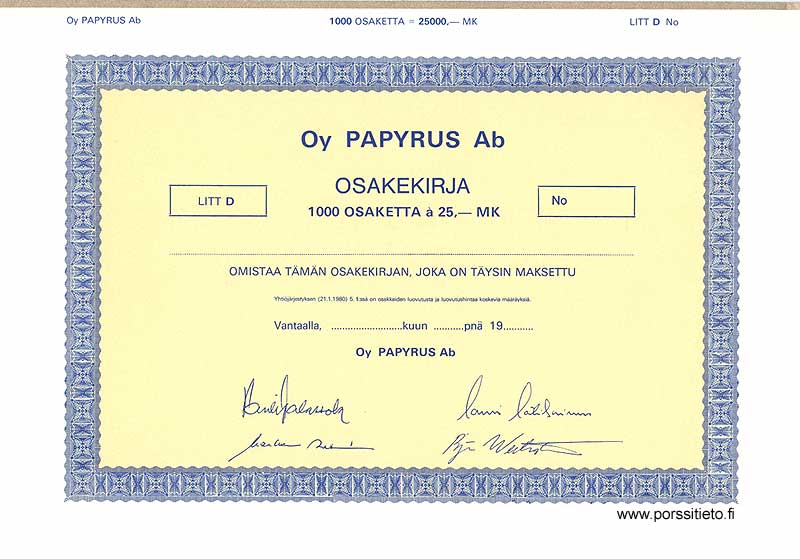 Oy PAPYRUS Ab 1000 OSAKETTA = 25000,— MK LITT D No
Oy PAPYRUS Ab
OSAKEKIRJA
LITT D
No
1000 OSAKETTA à 25,— MK
OMISTAA TÄMÄN OSAKEKIRJAN, JOKA ON TÄYSIN MAKSETTU
Yhtiöjärjestyksen (21.1.1980) 5 §:ssä on osakkeiden luovutusta ja luovutushintaa koskevia määräyksiä.
Vantaalla, ..........................kuun ...........pnä 19...........
Oy PAPYRUS Ab
www.porssitieto.fi